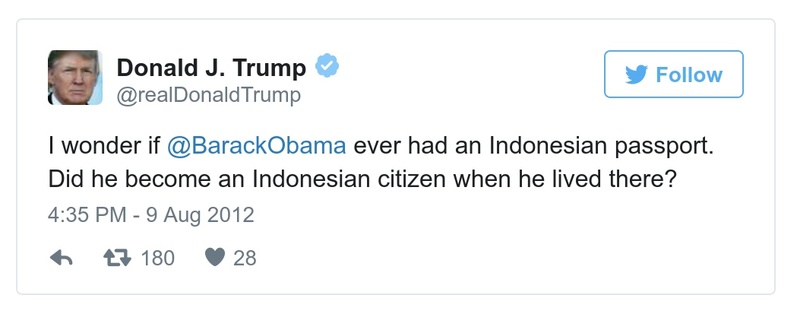 Donald J. Trump
@realDonaldTrump
Follow
I wonder if @BarackObama ever had an Indonesian passport.
Did he become an Indonesian citizen when he lived there?
4:35 PM - 9 Aug 2012
180 28